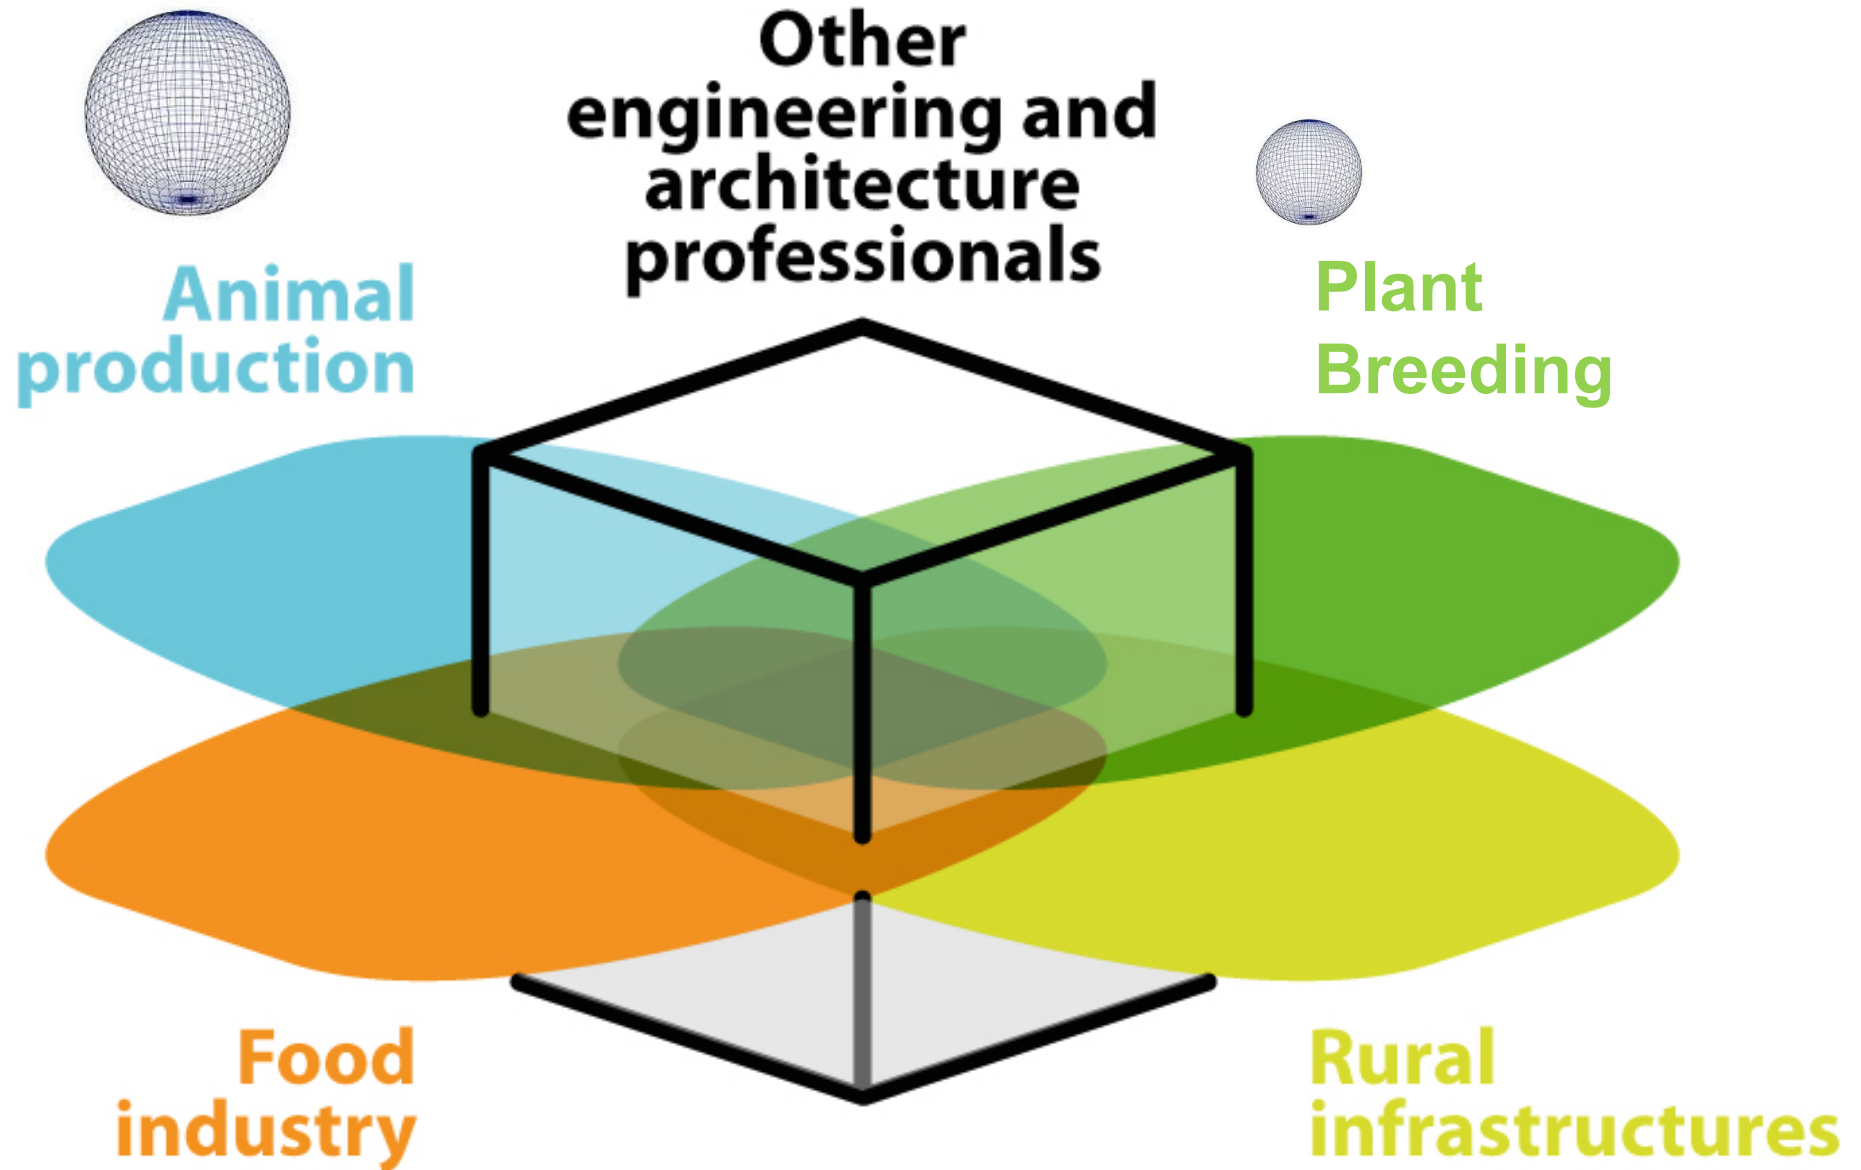 Other
engineering and
architecture
professionals
Animal
production
Plant
Breeding
Food
industry
Rural
infrastructures